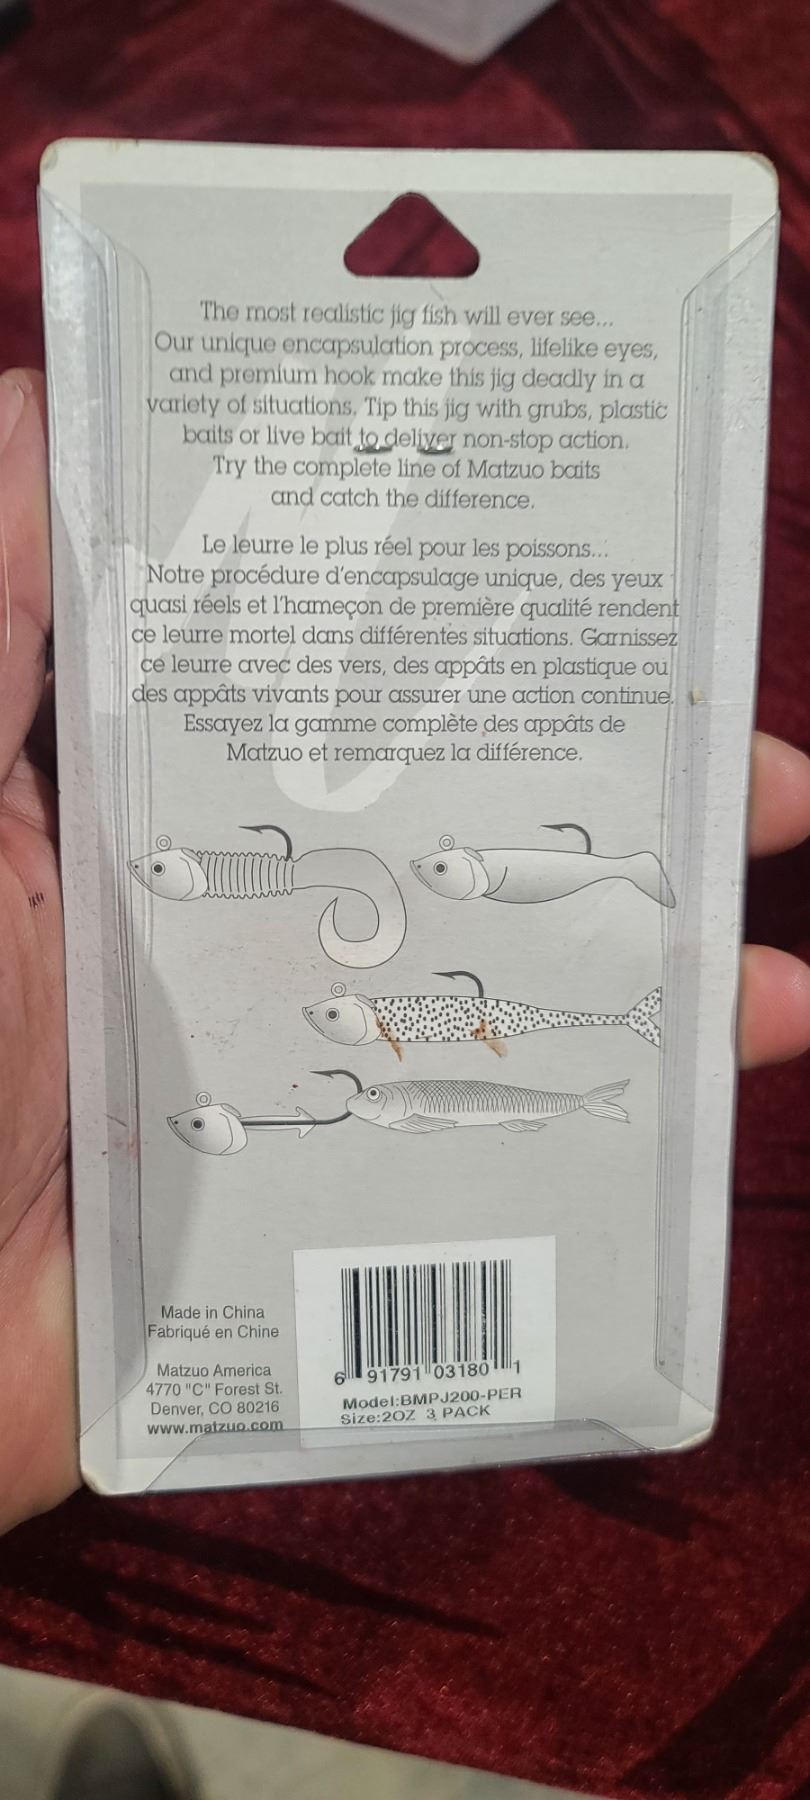 The most realistic jig fish will ever see...
Our unique encapsulation process, lifelike eyes,
and premium hook make this jig deadly in a
variety of situations. Tip this jig with grubs, plastic
baits or live bait to deliver non-stop action.
Try the complete line of Matzuo baits
and catch the difference.
Le leurre le plus réel pour les poissons...
Notre procédure d'encapsulage unique, des yeux
quasi réels et l'hameçon de première qualité rendent
ce leurre mortel dans différentes situations. Garnissez
ce leurre avec des vers, des appâts en plastique ou
des appâts vivants pour assurer une action continue.
Essayez la gamme complète des appâts de
Matzuo et remarquez la différence.
Made in China
Fabriqué en Chine
Matzuo America
4770 "C" Forest St.
Denver, CO 80216
www.matzuo.com
6 91791 03180 1
Model:BMPJ200-PER
Size:2OZ 3 PACK